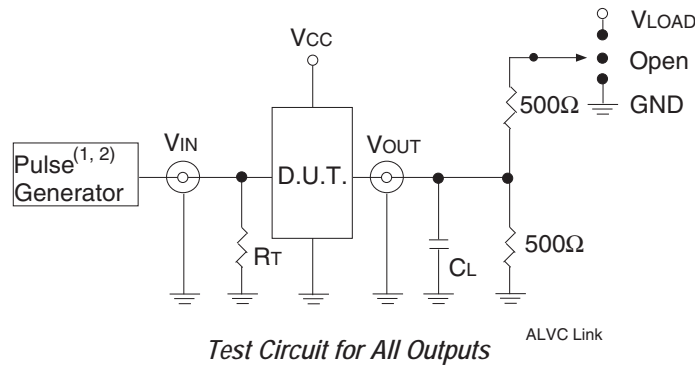 VLOAD
VCC
Open
500Ω
GND
VIN
VOUT
Pulse(1, 2)
Generator
D.U.T.
RT
CL
500Ω
ALVC Link
Test Circuit for All Outputs